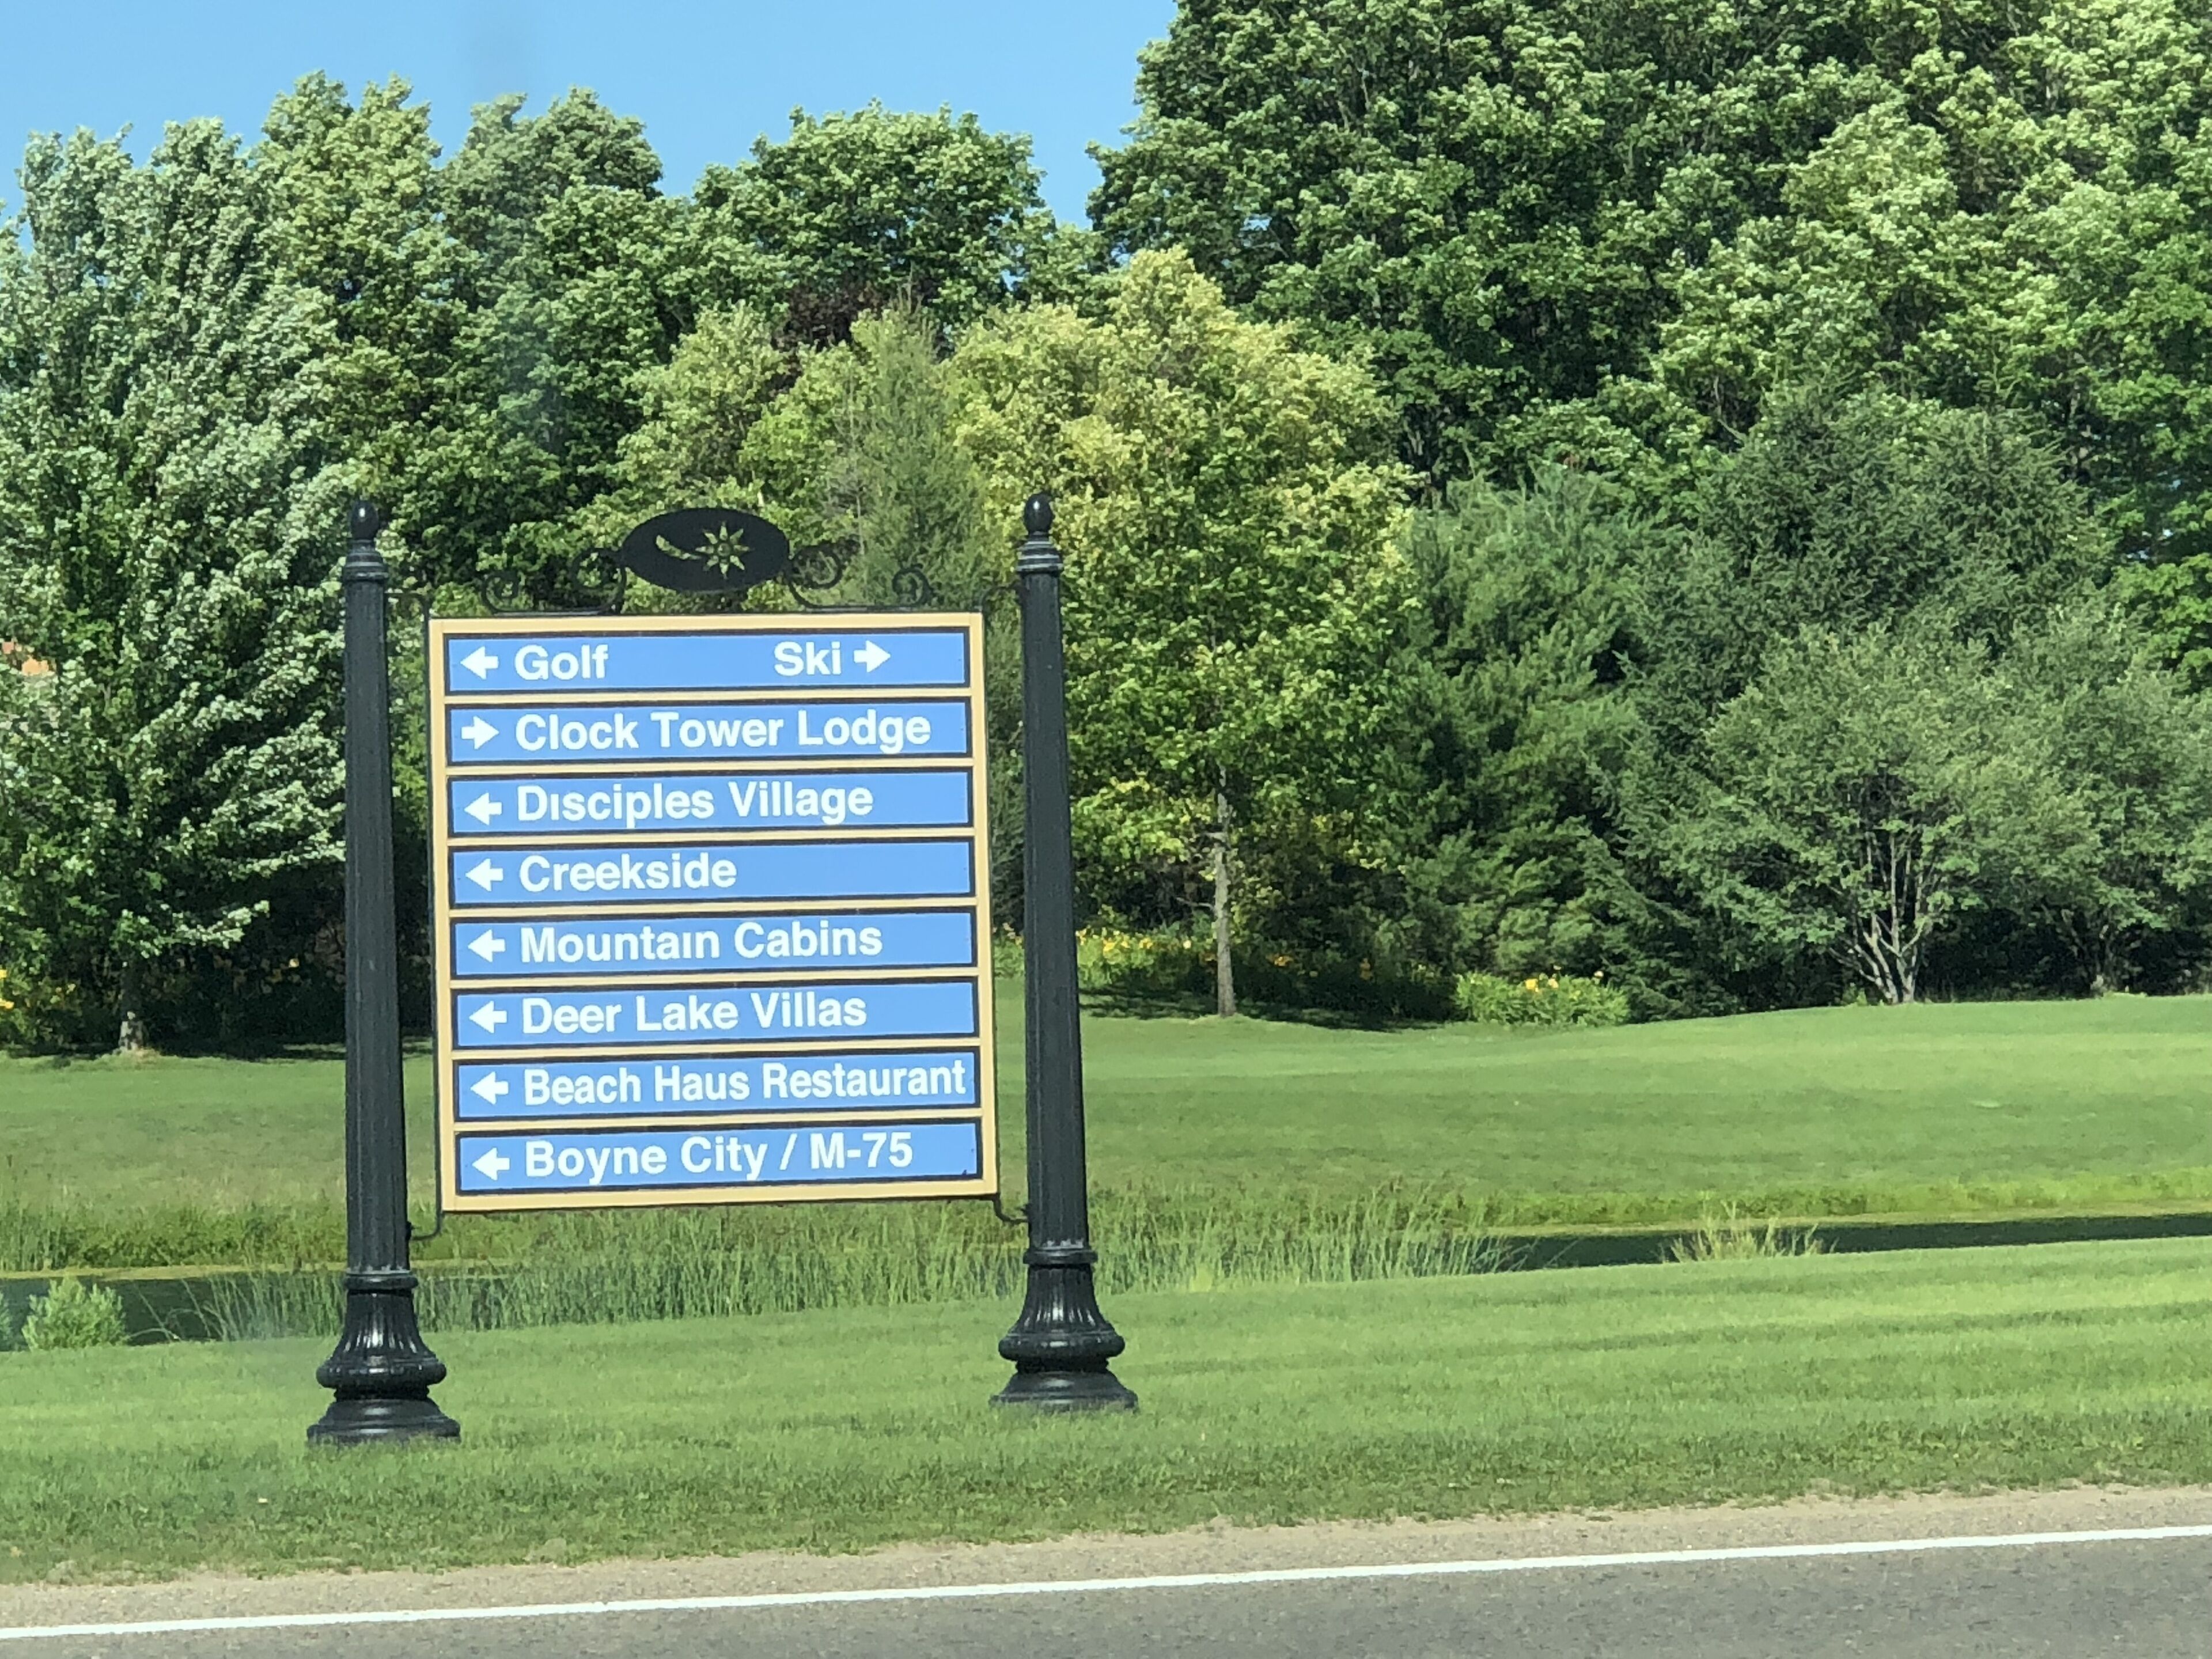 ← Golf Ski →
→ Clock Tower Lodge
← Disciples Village
← Creekside
← Mountain Cabins
← Deer Lake Villas
← Beach Haus Restaurant
← Boyne City / M-75